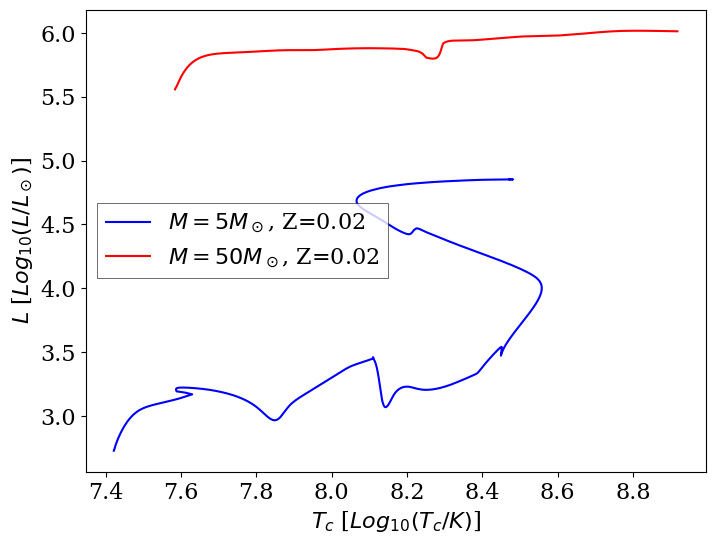 6.0
5.5
5.0
4.5
4.0
3.5
3.0
L [Log₁₀(L/L⊙)]
M = 5M⊙, Z=0.02
M = 50M⊙, Z=0.02
7.4 7.6 7.8 8.0 8.2 8.4 8.6 8.8
T_c [Log₁₀(T_c/K)]